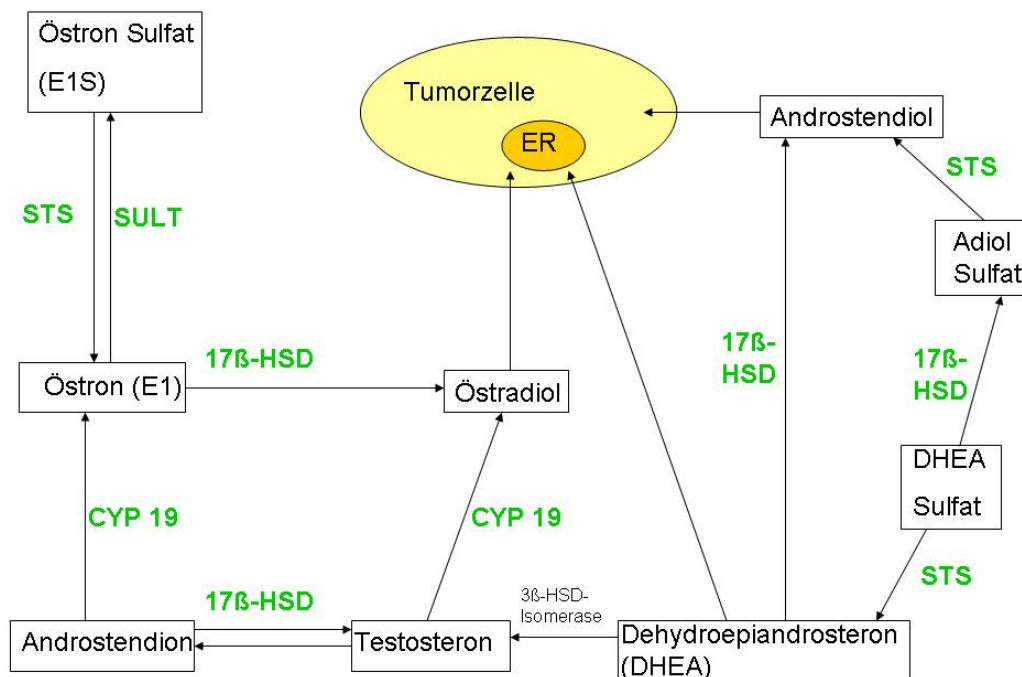 Östron Sulfat
(E1S)
Tumorzelle
ER
Androstendiol
STS
STS
SULT
Adiol
Sulfat
17ß-HSD
17ß-
HSD
17ß-
HSD
Östron (E1)
Östradiol
DHEA
Sulfat
CYP 19
CYP 19
STS
17ß-HSD
3ß-HSD-
Isomerase
Androstendion
Testosteron
Dehydroepiandrosteron
(DHEA)